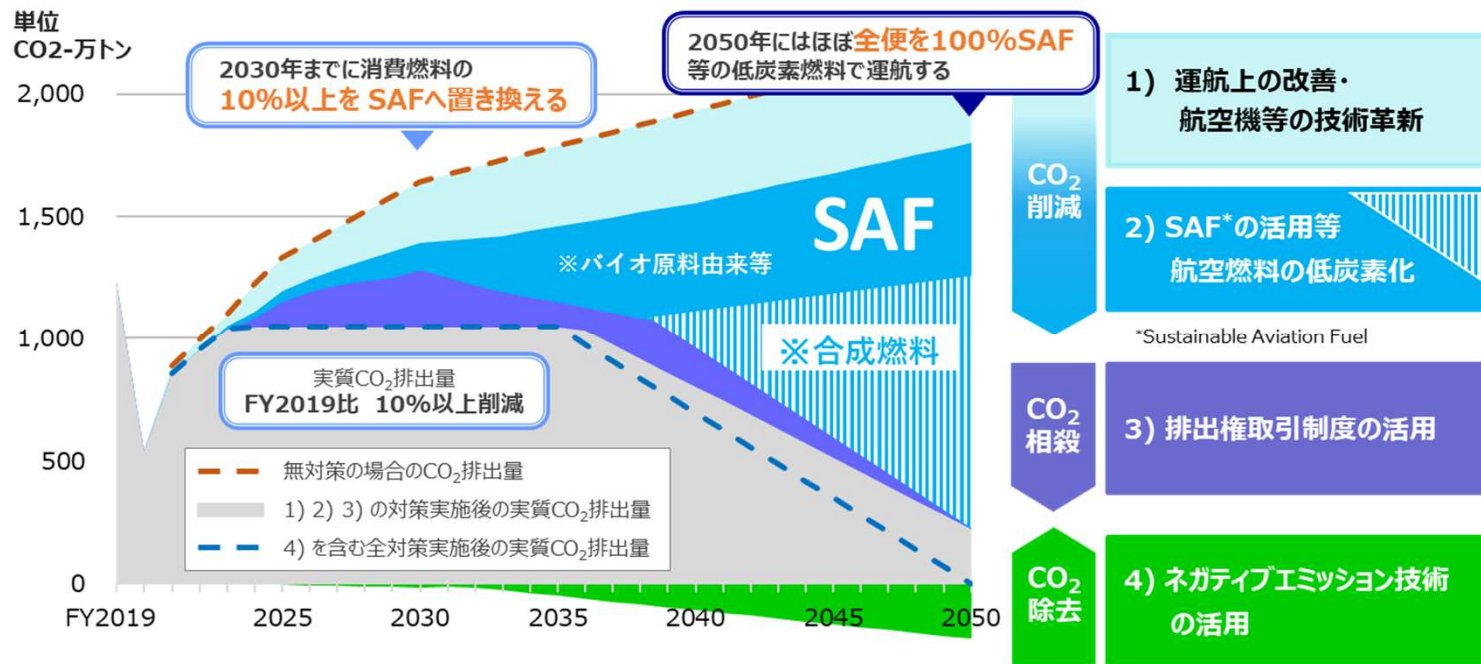 単位
CO2-万トン
2,000
1,500
1,000
500
0
FY2019
2025
2030
2035
2040
2045
2050
2030年までに消費燃料の
10%以上を SAFへ置き換える
2050年にはほぼ全便を100%SAF
等の低炭素燃料で運航する
SAF
※バイオ原料由来等
※合成燃料
実質CO₂排出量
FY2019比 10%以上削減
無対策の場合のCO₂排出量
1) 2) 3) の対策実施後の実質CO₂排出量
4) を含む全対策実施後の実質CO₂排出量
CO₂
削減
1) 運航上の改善・
航空機等の技術革新
2) SAF*の活用等
航空燃料の低炭素化
*Sustainable Aviation Fuel
CO₂
相殺
3) 排出権取引制度の活用
CO₂
除去
4) ネガティブエミッション技術
の活用